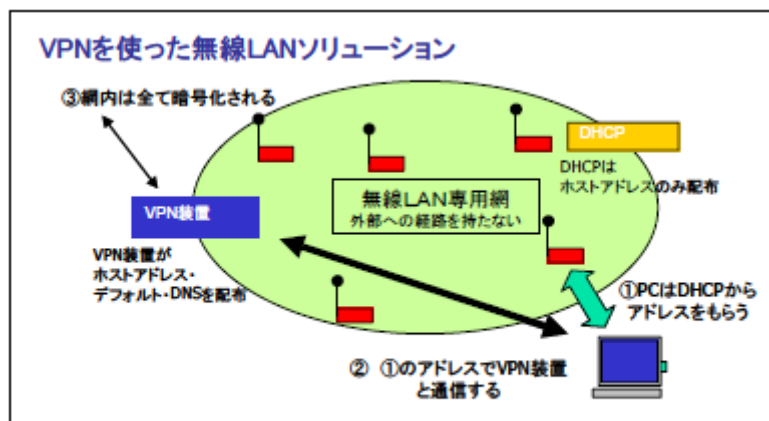 VPNを使った無線LANソリューション
③網内は全て暗号化される
DHCP
DHCPは
ホストアドレスのみ配布
無線LAN専用網
外部への経路を持たない
VPN装置
VPN装置が
ホストアドレス・
デフォルト・DNSを配布
①PCはDHCPから
アドレスをもらう
② ①のアドレスでVPN装置
と通信する